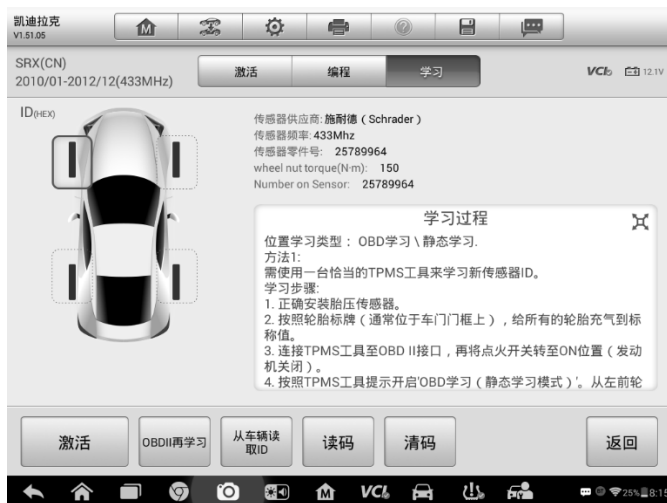 凯迪拉克
V1.51.05
SRX(CN)
2010/01-2012/12(433MHz)
激活
编程
学习
VCI
12.1V
ID(HEX)
传感器供应商: 施耐德 ( Schrader )
传感器频率: 433Mhz
传感器零件号: 25789964
wheel nut torque(N·m): 150
Number on Sensor: 25789964
学习过程
位置学习类型： OBD学习 \ 静态学习.
方法1:
需使用一台恰当的TPMS工具来学习新传感器ID。
学习步骤:
1. 正确安装胎压传感器。
2. 按照轮胎标牌 ( 通常位于车门门框上 ) ，给所有的轮胎充气到标
称值。
3. 连接TPMS工具至OBD II接口，再将点火开关转至ON位置 ( 发动
机关闭 ) 。
4. 按照TPMS工具提示开启'OBD学习 ( 静态学习模式 ) '。从左前轮
激活
OBDII再学习
从车辆读
取ID
读码
清码
返回
VCI
25%